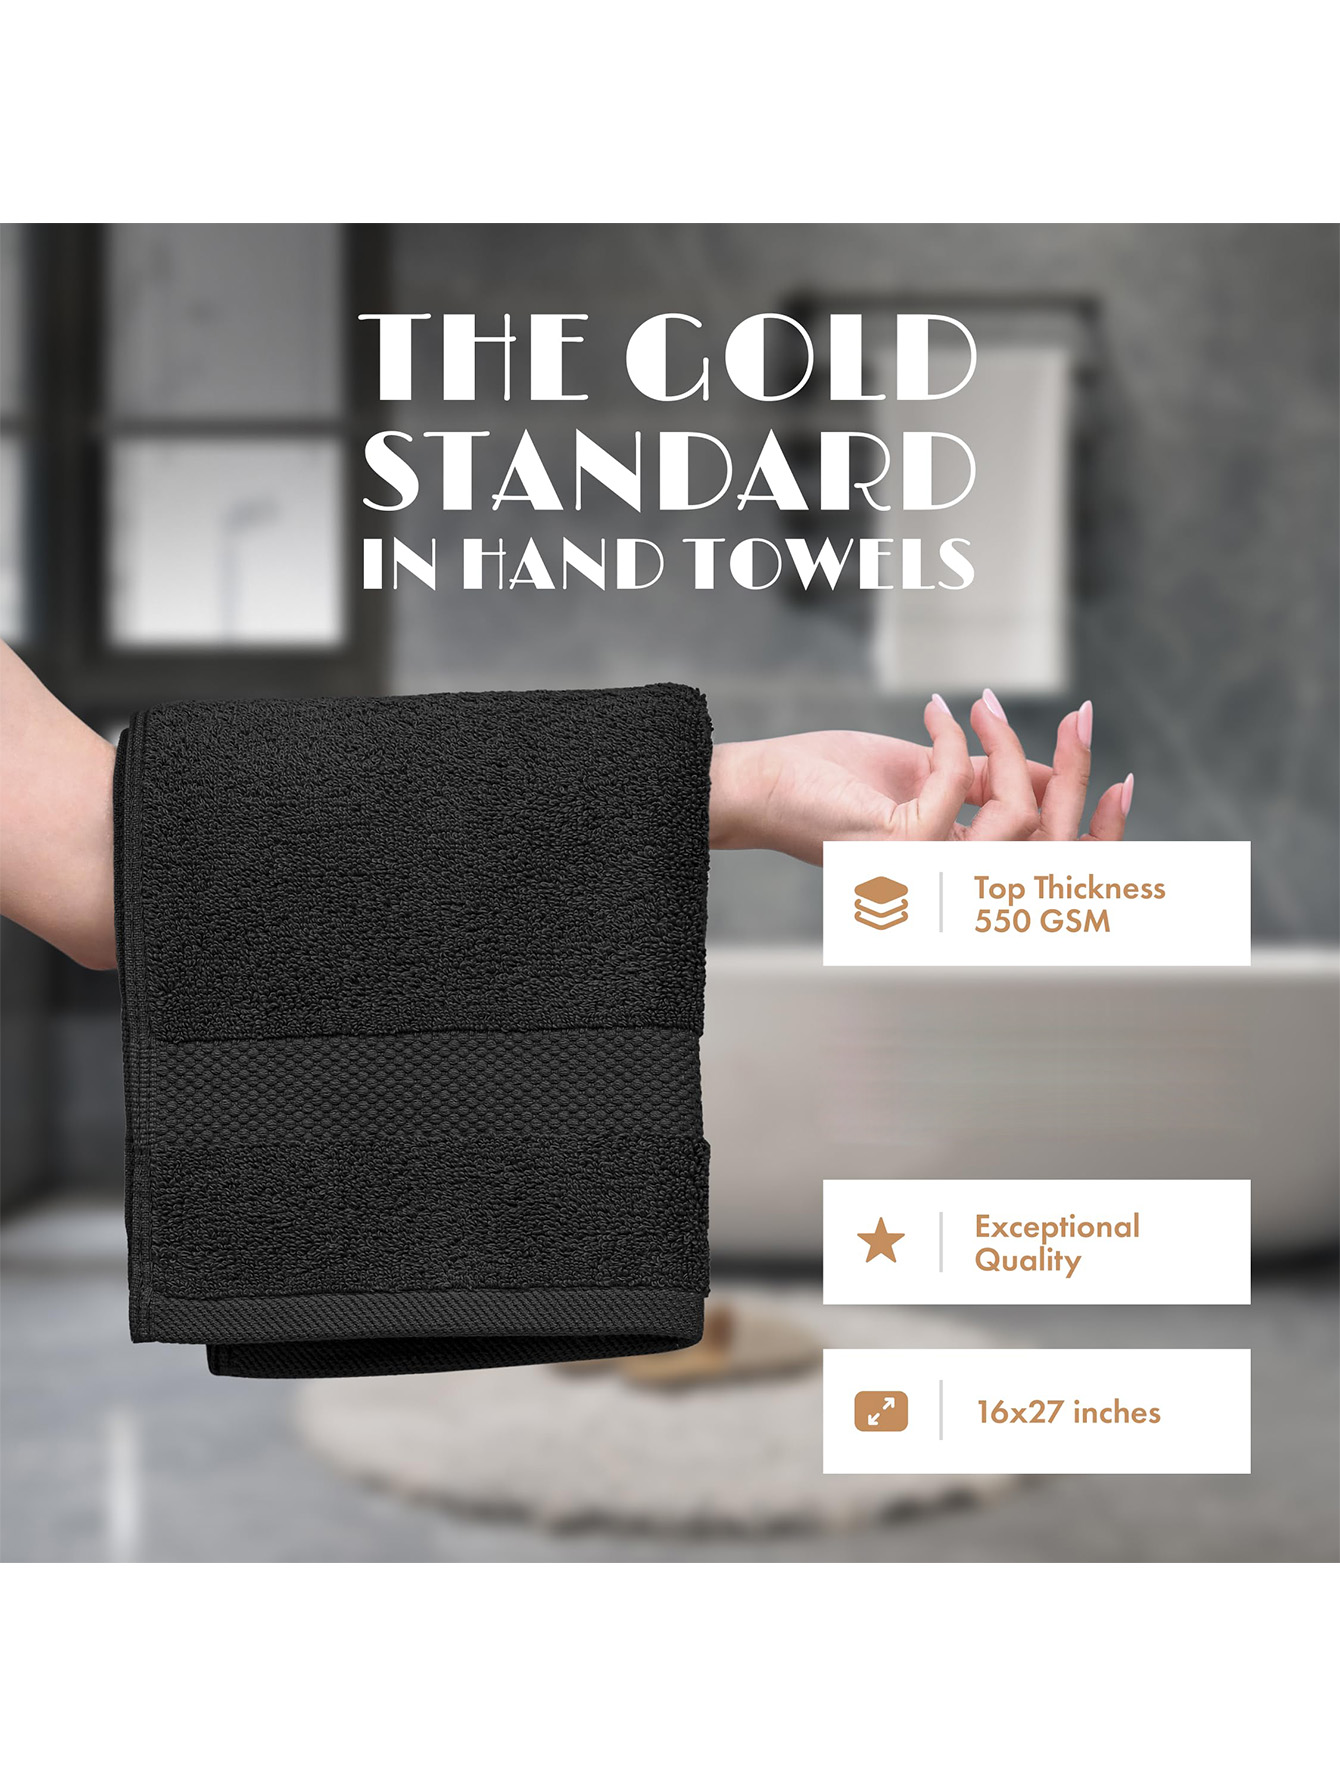 THE GOLD
STANDARD
IN HAND TOWELS
Top Thickness
550 GSM
Exceptional
Quality
16x27 inches